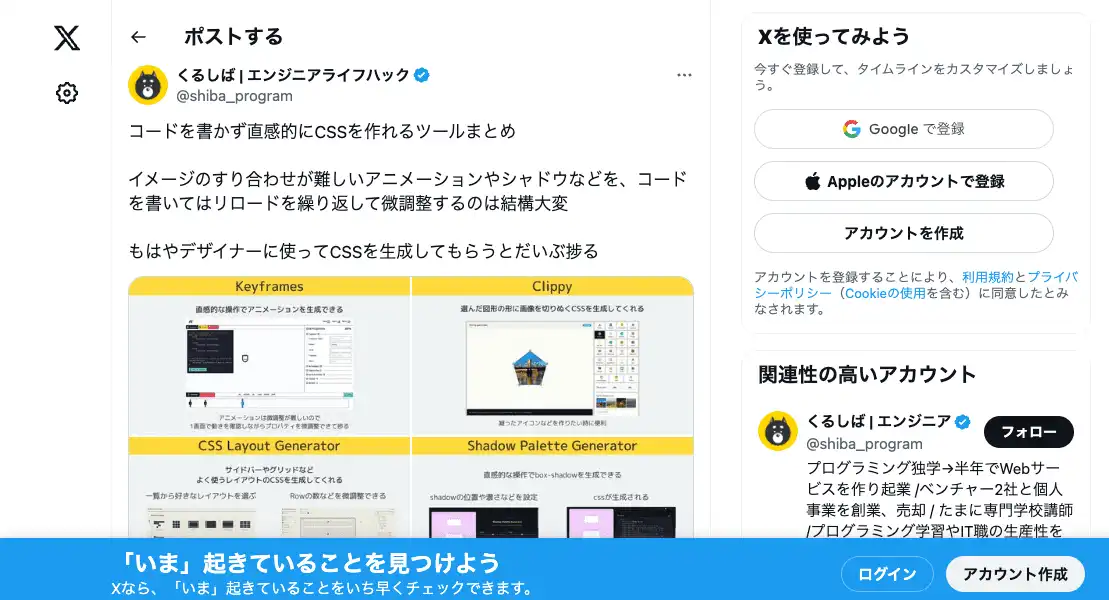 ポストする
くるしば | エンジニアライフハック
@shiba_program
コードを書かず直感的にCSSを作れるツールまとめ
イメージのすり合わせが難しいアニメーションやシャドウなどを、コード
を書いてはリロードを繰り返して微調整するのは結構大変
もはやデザイナーに使ってCSSを生成してもらうとだいぶ捗る
Keyframes
直感的な操作でアニメーションを生成できる
アニメーションは微調整が難しいので
1画面で動きを確認しながらプロパティを微調整できて捗る
Clippy
選んだ図形の形に画像を切りぬくCSSを生成してくれる
凝ったアイコンなどを作りたい時に便利
CSS Layout Generator
サイドバーやグリッドなど
よく使うレイアウトのCSSを生成してくれる
一覧から好きなレイアウトを選ぶ
Rowの数などを微調整できる
Shadow Palette Generator
直感的な操作でbox-shadowを生成できる
shadowの位置や濃さなどを設定
cssが生成される
Xを使ってみよう
今すぐ登録して、タイムラインをカスタマイズしましょ
う。
Google で登録
Appleのアカウントで登録
アカウントを作成
アカウントを登録することにより、利用規約とプライバ
シーポリシー（Cookieの使用を含む）に同意したとみ
なされます。
関連性の高いアカウント
くるしば | エンジニア
@shiba_program
フォロー
プログラミング独学→半年でWebサー
ビスを作り起業 /ベンチャー2社と個人
事業を創業、売却 / たまに専門学校講師
/プログラミング学習やIT職の生産性を
「いま」起きていることを見つけよう
Xなら、「いま」起きていることをいち早くチェックできます。
ログイン
アカウント作成